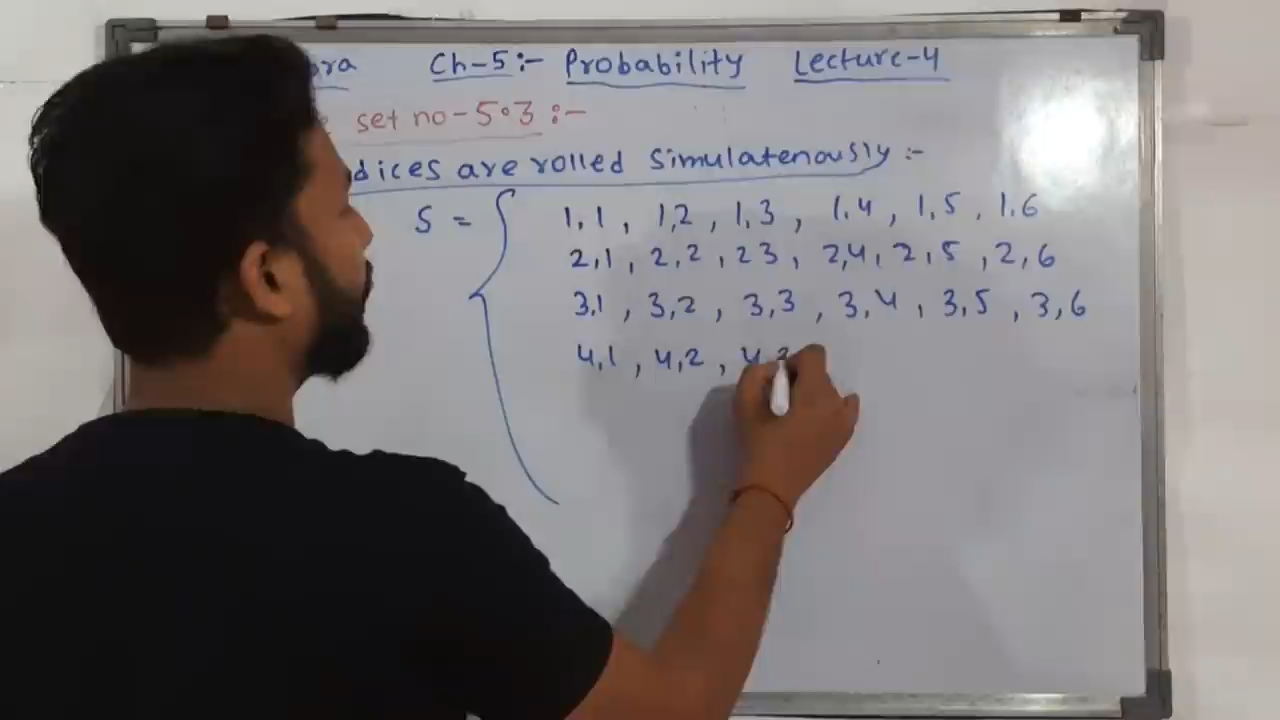 Ch-5:- Probability Lecture-4
set no-5.3 :-
dices are rolled simulatenously :-
S = { 1,1 , 1,2 , 1,3 , 1.4 , 1,5 , 1.6
2,1 , 2,2 , 23 , 2,4, 2,5 , 2,6
3,1 , 3,2 , 3,3 , 3,4 , 3,5 , 3,6
4,1 , 4,2 , 4